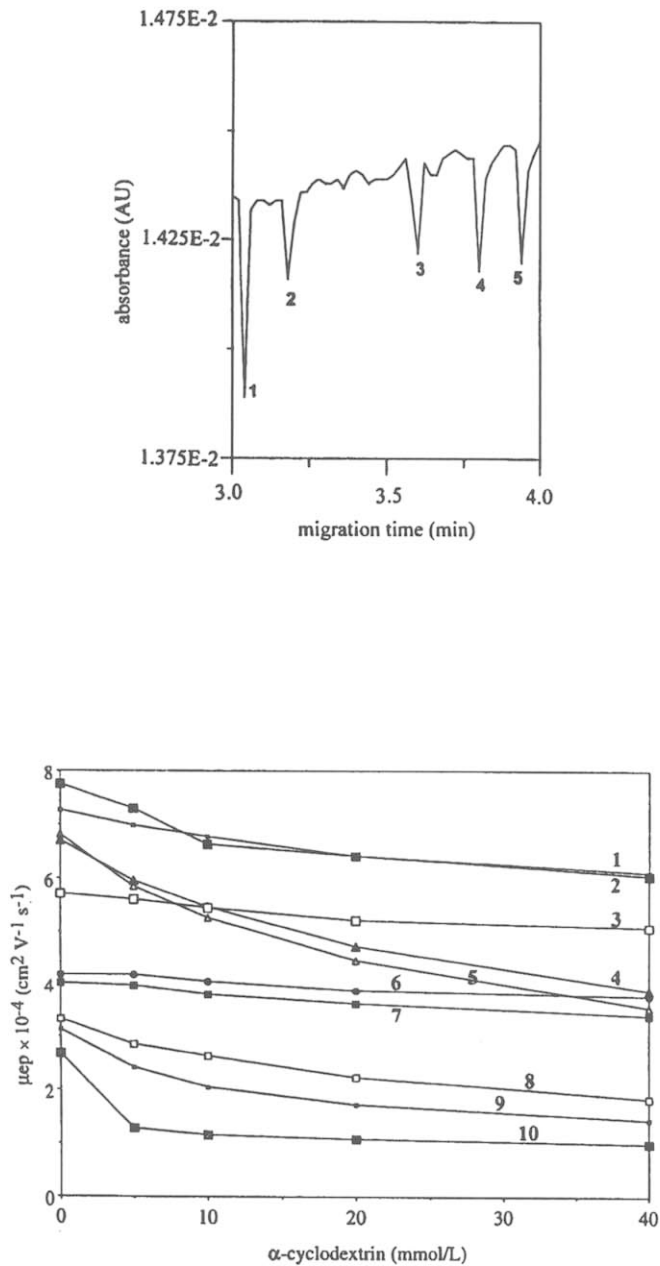 1.475E-2
1.425E-2
1.375E-2
absorbance (AU)
1
2
3
4
5
3.0 3.5 4.0
migration time (min)
8
6
4
2
0
μep × 10⁻⁴ (cm² V⁻¹ s⁻¹)
1
2
3
4
5
6
7
8
9
10
0 10 20 30 40
α-cyclodextrin (mmol/L)